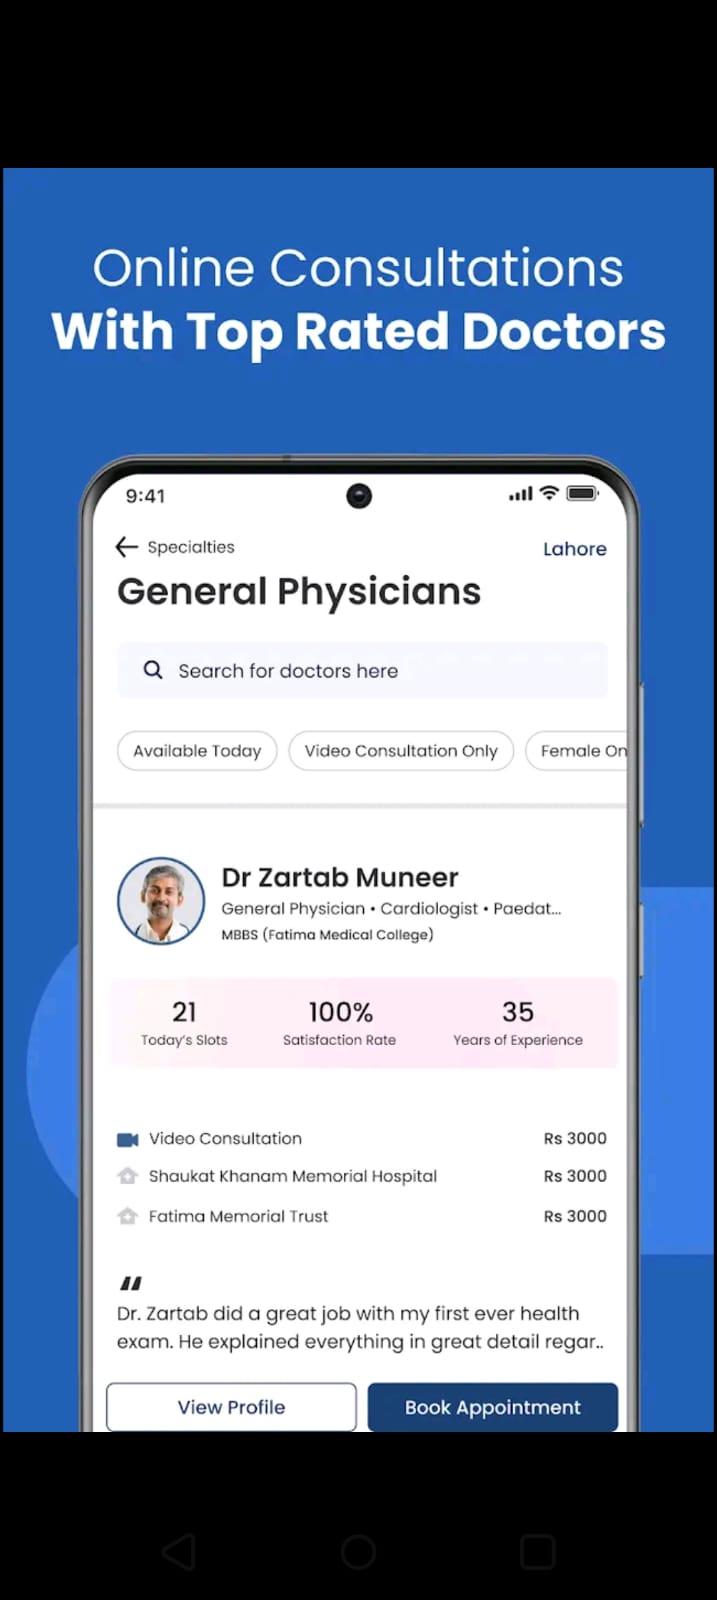 Online Consultations
With Top Rated Doctors
9:41
Specialties
Lahore
General Physicians
Search for doctors here
Available Today
Video Consultation Only
Female On
Dr Zartab Muneer
General Physician • Cardiologist • Paedat...
MBBS (Fatima Medical College)
21
100%
35
Today's Slots
Satisfaction Rate
Years of Experience
Video Consultation
Rs 3000
Shaukat Khanam Memorial Hospital
Rs 3000
Fatima Memorial Trust
Rs 3000
"
Dr. Zartab did a great job with my first ever health
exam. He explained everything in great detail regar..
View Profile
Book Appointment